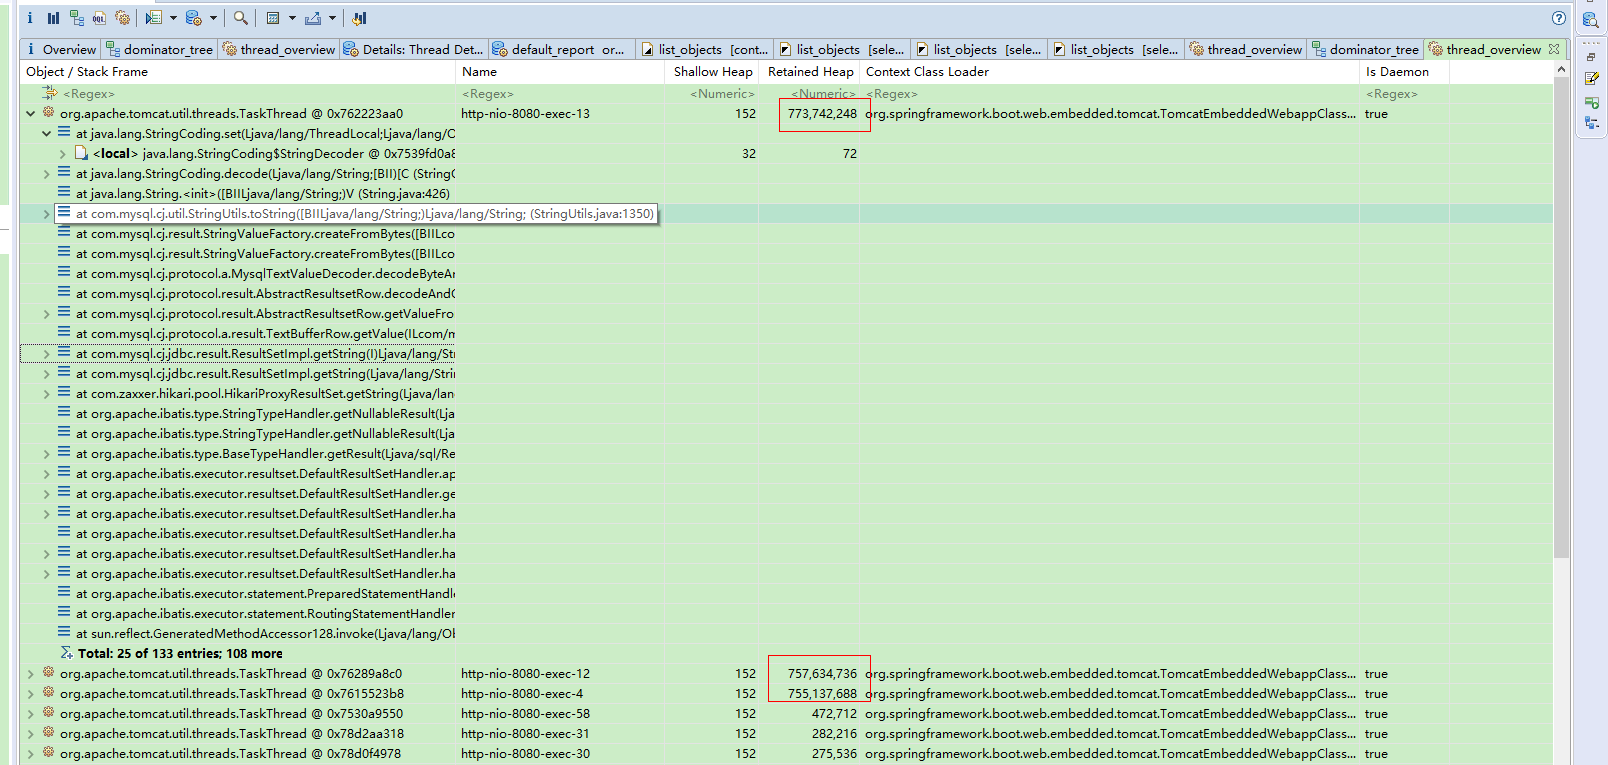 i Overview dominator_tree thread_overview Details: Thread Det... default_report or... list_objects [cont... list_objects [sele... list_objects [sele... list_objects [sele... thread_overview dominator_tree thread_overview
Object / Stack Frame Name Shallow Heap Retained Heap Context Class Loader Is Daemon
<Regex> <Regex> <Numeric> <Numeric> <Regex> <Regex>
org.apache.tomcat.util.threads.TaskThread @ 0x762223aa0 http-nio-8080-exec-13 152 773,742,248 org.springframework.boot.web.embedded.tomcat.TomcatEmbeddedWebappClass... true
at java.lang.StringCoding.set(Ljava/lang/ThreadLocal;Ljava/lang/O
<local> java.lang.StringCoding$StringDecoder @ 0x7539fd0a8 32 72
at java.lang.StringCoding.decode(Ljava/lang/String;[BII)[C (StringC
at java.lang.String.<init>([BIILjava/lang/String;)V (String.java:426)
at com.mysql.cj.util.StringUtils.toString([BIILjava/lang/String;)Ljava/lang/String; (StringUtils.java:1350)
at com.mysql.cj.result.StringValueFactory.createFromBytes([BIILco
at com.mysql.cj.result.StringValueFactory.createFromBytes([BIILco
at com.mysql.cj.protocol.a.MysqlTextValueDecoder.decodeByteAr
at com.mysql.cj.protocol.result.AbstractResultsetRow.decodeAndC
at com.mysql.cj.protocol.result.AbstractResultsetRow.getValueFro
at com.mysql.cj.protocol.a.result.TextBufferRow.getValue(ILcom/m
at com.mysql.cj.jdbc.result.ResultSetImpl.getString(I)Ljava/lang/Str
at com.mysql.cj.jdbc.result.ResultSetImpl.getString(Ljava/lang/Strin
at com.zaxxer.hikari.pool.HikariProxyResultSet.getString(Ljava/lan
at org.apache.ibatis.type.StringTypeHandler.getNullableResult(Lja
at org.apache.ibatis.type.StringTypeHandler.getNullableResult(Lja
at org.apache.ibatis.type.BaseTypeHandler.getResult(Ljava/sql/Re
at org.apache.ibatis.executor.resultset.DefaultResultSetHandler.ap
at org.apache.ibatis.executor.resultset.DefaultResultSetHandler.ge
at org.apache.ibatis.executor.resultset.DefaultResultSetHandler.ha
at org.apache.ibatis.executor.resultset.DefaultResultSetHandler.ha
at org.apache.ibatis.executor.resultset.DefaultResultSetHandler.ha
at org.apache.ibatis.executor.resultset.DefaultResultSetHandler.ha
at org.apache.ibatis.executor.statement.PreparedStatementHandle
at org.apache.ibatis.executor.statement.RoutingStatementHandler
at sun.reflect.GeneratedMethodAccessor128.invoke(Ljava/lang/Ob
Total: 25 of 133 entries; 108 more
org.apache.tomcat.util.threads.TaskThread @ 0x76289a8c0 http-nio-8080-exec-12 152 757,634,736 org.springframework.boot.web.embedded.tomcat.TomcatEmbeddedWebappClass... true
org.apache.tomcat.util.threads.TaskThread @ 0x7615523b8 http-nio-8080-exec-4 152 755,137,688 org.springframework.boot.web.embedded.tomcat.TomcatEmbeddedWebappClass... true
org.apache.tomcat.util.threads.TaskThread @ 0x7530a9550 http-nio-8080-exec-58 152 472,712 org.springframework.boot.web.embedded.tomcat.TomcatEmbeddedWebappClass... true
org.apache.tomcat.util.threads.TaskThread @ 0x78d2aa318 http-nio-8080-exec-31 152 282,216 org.springframework.boot.web.embedded.tomcat.TomcatEmbeddedWebappClass... true
org.apache.tomcat.util.threads.TaskThread @ 0x78d0f4978 http-nio-8080-exec-30 152 275,536 org.springframework.boot.web.embedded.tomcat.TomcatEmbeddedWebappClass... true